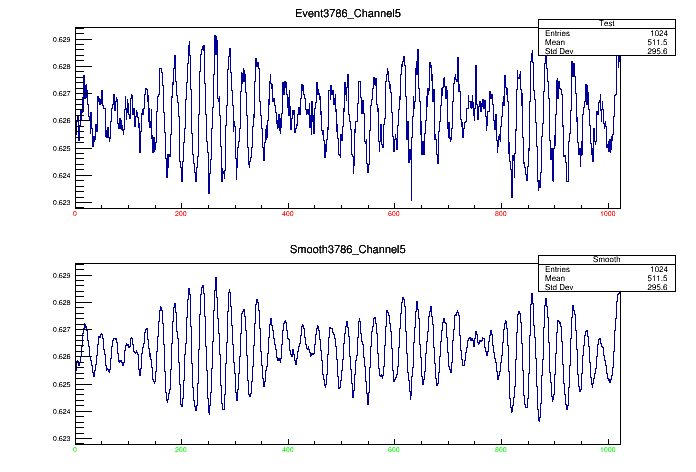 Event3786_Channel5
Test
Entries 1024
Mean 511.5
Std Dev 295.6
0.629
0.628
0.627
0.626
0.625
0.624
0.623
0 200 400 600 800 1000
Smooth3786_Channel5
Smooth
Entries 1024
Mean 511.5
Std Dev 295.6
0.629
0.628
0.627
0.626
0.625
0.624
0.623
0 200 400 600 800 1000